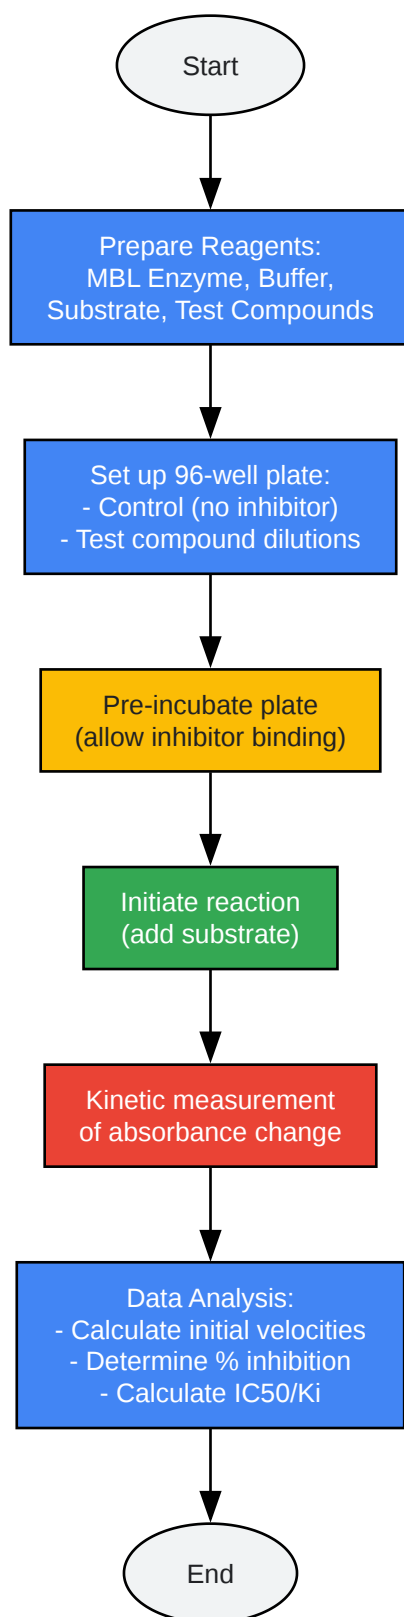 Start
Prepare Reagents:
MBL Enzyme, Buffer,
Substrate, Test Compounds
Set up 96-well plate:
- Control (no inhibitor)
- Test compound dilutions
Pre-incubate plate
(allow inhibitor binding)
Initiate reaction
(add substrate)
Kinetic measurement
of absorbance change
Data Analysis:
- Calculate initial velocities
- Determine % inhibition
- Calculate IC50/Ki
End